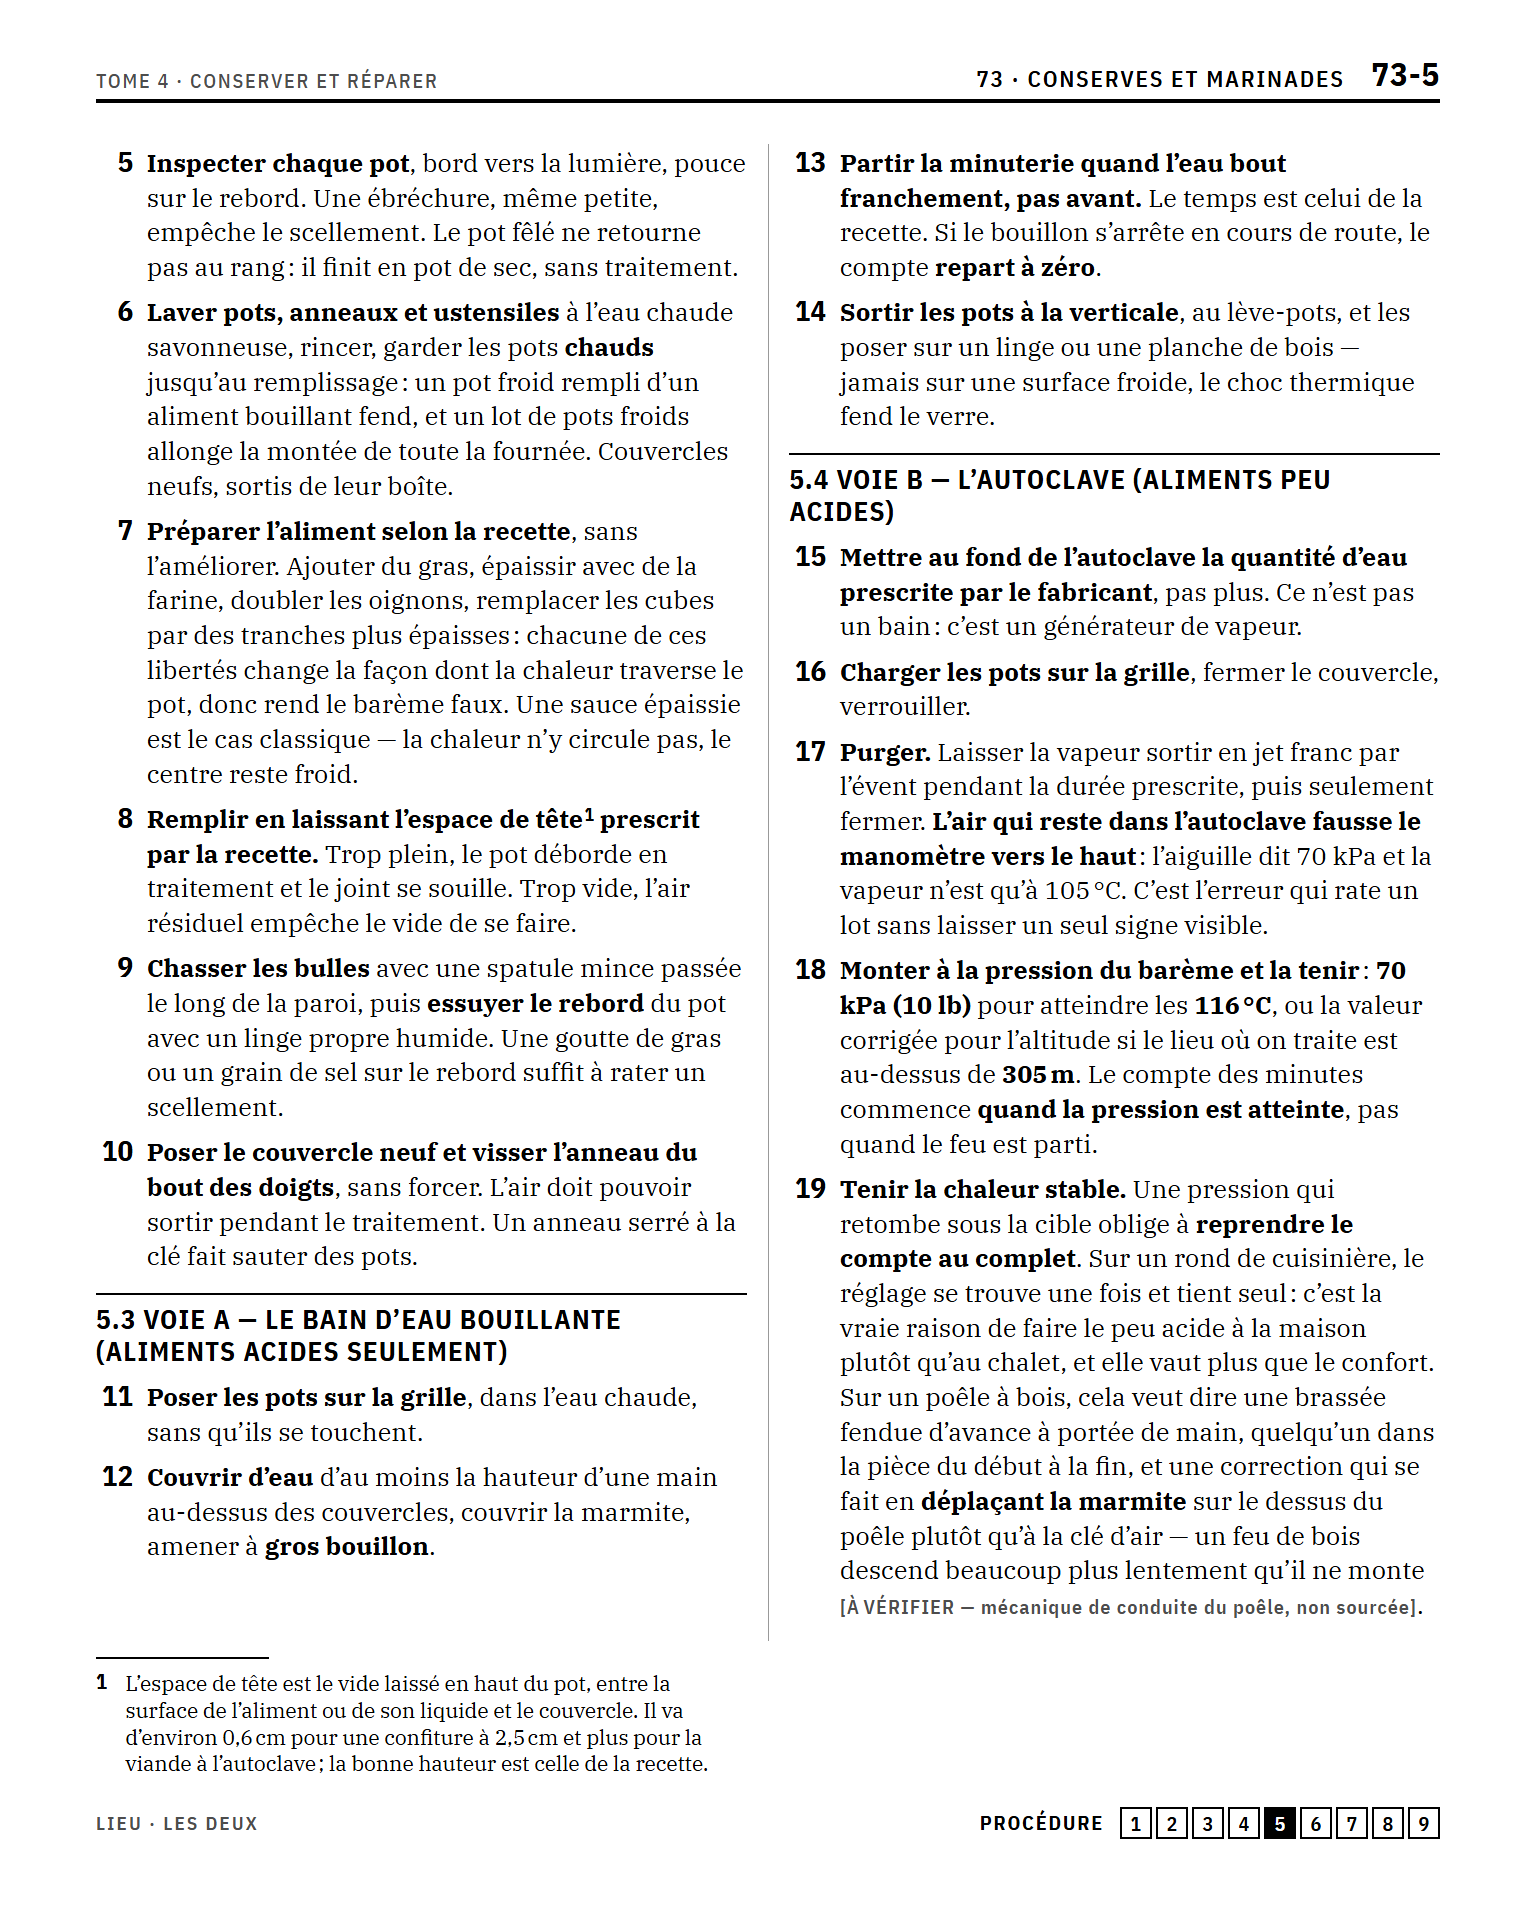 TOME 4 · CONSERVER ET RÉPARER
73 · CONSERVES ET MARINADES 73-5
5 Inspecter chaque pot, bord vers la lumière, pouce
sur le rebord. Une ébréchure, même petite,
empêche le scellement. Le pot fêlé ne retourne
pas au rang : il finit en pot de sec, sans traitement.
6 Laver pots, anneaux et ustensiles à l’eau chaude
savonneuse, rincer, garder les pots chauds
jusqu’au remplissage : un pot froid rempli d’un
aliment bouillant fend, et un lot de pots froids
allonge la montée de toute la fournée. Couvercles
neufs, sortis de leur boîte.
7 Préparer l’aliment selon la recette, sans
l’améliorer. Ajouter du gras, épaissir avec de la
farine, doubler les oignons, remplacer les cubes
par des tranches plus épaisses : chacune de ces
libertés change la façon dont la chaleur traverse le
pot, donc rend le barème faux. Une sauce épaissie
est le cas classique — la chaleur n’y circule pas, le
centre reste froid.
8 Remplir en laissant l’espace de tête¹ prescrit
par la recette. Trop plein, le pot déborde en
traitement et le joint se souille. Trop vide, l’air
résiduel empêche le vide de se faire.
9 Chasser les bulles avec une spatule mince passée
le long de la paroi, puis essuyer le rebord du pot
avec un linge propre humide. Une goutte de gras
ou un grain de sel sur le rebord suffit à rater un
scellement.
10 Poser le couvercle neuf et visser l’anneau du
bout des doigts, sans forcer. L’air doit pouvoir
sortir pendant le traitement. Un anneau serré à la
clé fait sauter des pots.
5.3 VOIE A — LE BAIN D’EAU BOUILLANTE
(ALIMENTS ACIDES SEULEMENT)
11 Poser les pots sur la grille, dans l’eau chaude,
sans qu’ils se touchent.
12 Couvrir d’eau d’au moins la hauteur d’une main
au-dessus des couvercles, couvrir la marmite,
amener à gros bouillon.
13 Partir la minuterie quand l’eau bout
franchement, pas avant. Le temps est celui de la
recette. Si le bouillon s’arrête en cours de route, le
compte repart à zéro.
14 Sortir les pots à la verticale, au lève-pots, et les
poser sur un linge ou une planche de bois —
jamais sur une surface froide, le choc thermique
fend le verre.
5.4 VOIE B — L’AUTOCLAVE (ALIMENTS PEU
ACIDES)
15 Mettre au fond de l’autoclave la quantité d’eau
prescrite par le fabricant, pas plus. Ce n’est pas
un bain : c’est un générateur de vapeur.
16 Charger les pots sur la grille, fermer le couvercle,
verrouiller.
17 Purger. Laisser la vapeur sortir en jet franc par
l’évent pendant la durée prescrite, puis seulement
fermer. L’air qui reste dans l’autoclave fausse le
manomètre vers le haut : l’aiguille dit 70 kPa et la
vapeur n’est qu’à 105 °C. C’est l’erreur qui rate un
lot sans laisser un seul signe visible.
18 Monter à la pression du barème et la tenir : 70
kPa (10 lb) pour atteindre les 116 °C, ou la valeur
corrigée pour l’altitude si le lieu où on traite est
au-dessus de 305 m. Le compte des minutes
commence quand la pression est atteinte, pas
quand le feu est parti.
19 Tenir la chaleur stable. Une pression qui
retombe sous la cible oblige à reprendre le
compte au complet. Sur un rond de cuisinière, le
réglage se trouve une fois et tient seul : c’est la
vraie raison de faire le peu acide à la maison
plutôt qu’au chalet, et elle vaut plus que le confort.
Sur un poêle à bois, cela veut dire une brassée
fendue d’avance à portée de main, quelqu’un dans
la pièce du début à la fin, et une correction qui se
fait en déplaçant la marmite sur le dessus du
poêle plutôt qu’à la clé d’air — un feu de bois
descend beaucoup plus lentement qu’il ne monte
[À VÉRIFIER — mécanique de conduite du poêle, non sourcée].
1 L’espace de tête est le vide laissé en haut du pot, entre la
surface de l’aliment ou de son liquide et le couvercle. Il va
d’environ 0,6 cm pour une confiture à 2,5 cm et plus pour la
viande à l’autoclave ; la bonne hauteur est celle de la recette.
LIEU · LES DEUX
PROCÉDURE 1 2 3 4 5 6 7 8 9